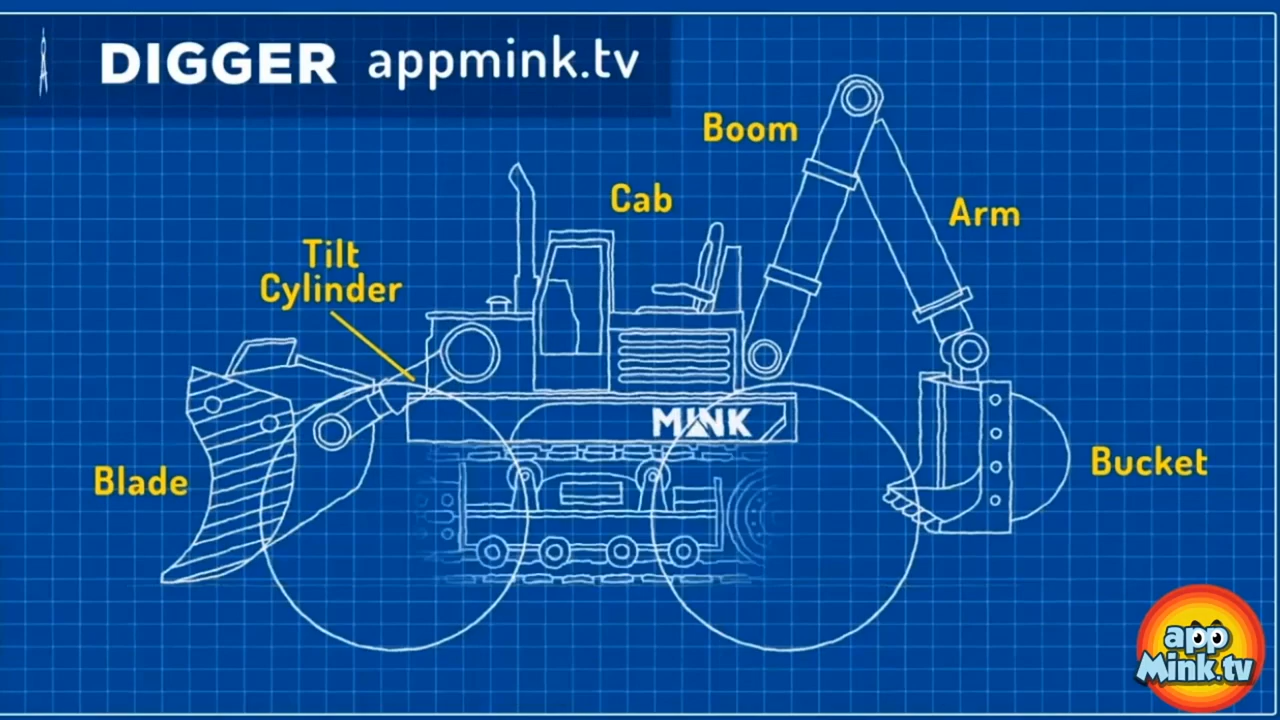 DIGGER appmink.tv
Boom
Cab
Arm
Tilt
Cylinder
MINK
Blade
Bucket
app
Mink.tv